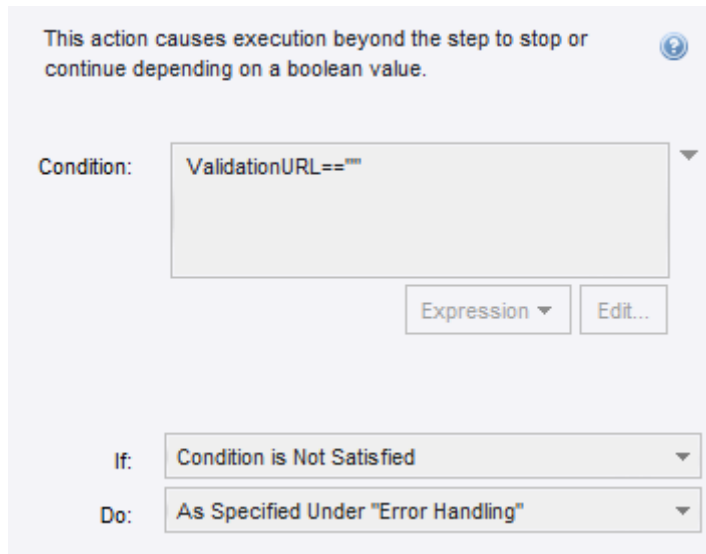 This action causes execution beyond the step to stop or
continue depending on a boolean value.
?
Condition:
ValidationURL==""
Expression
Edit...
If:
Condition is Not Satisfied
Do:
As Specified Under "Error Handling"